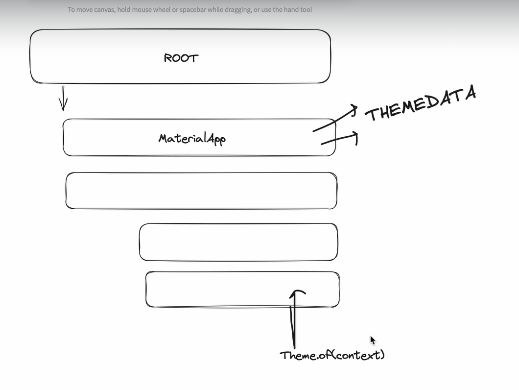 To move canvas, hold mouse wheel or spacebar while dragging, or use the hand tool
ROOT
THEMEDATA
MaterialApp
Theme.of(context)